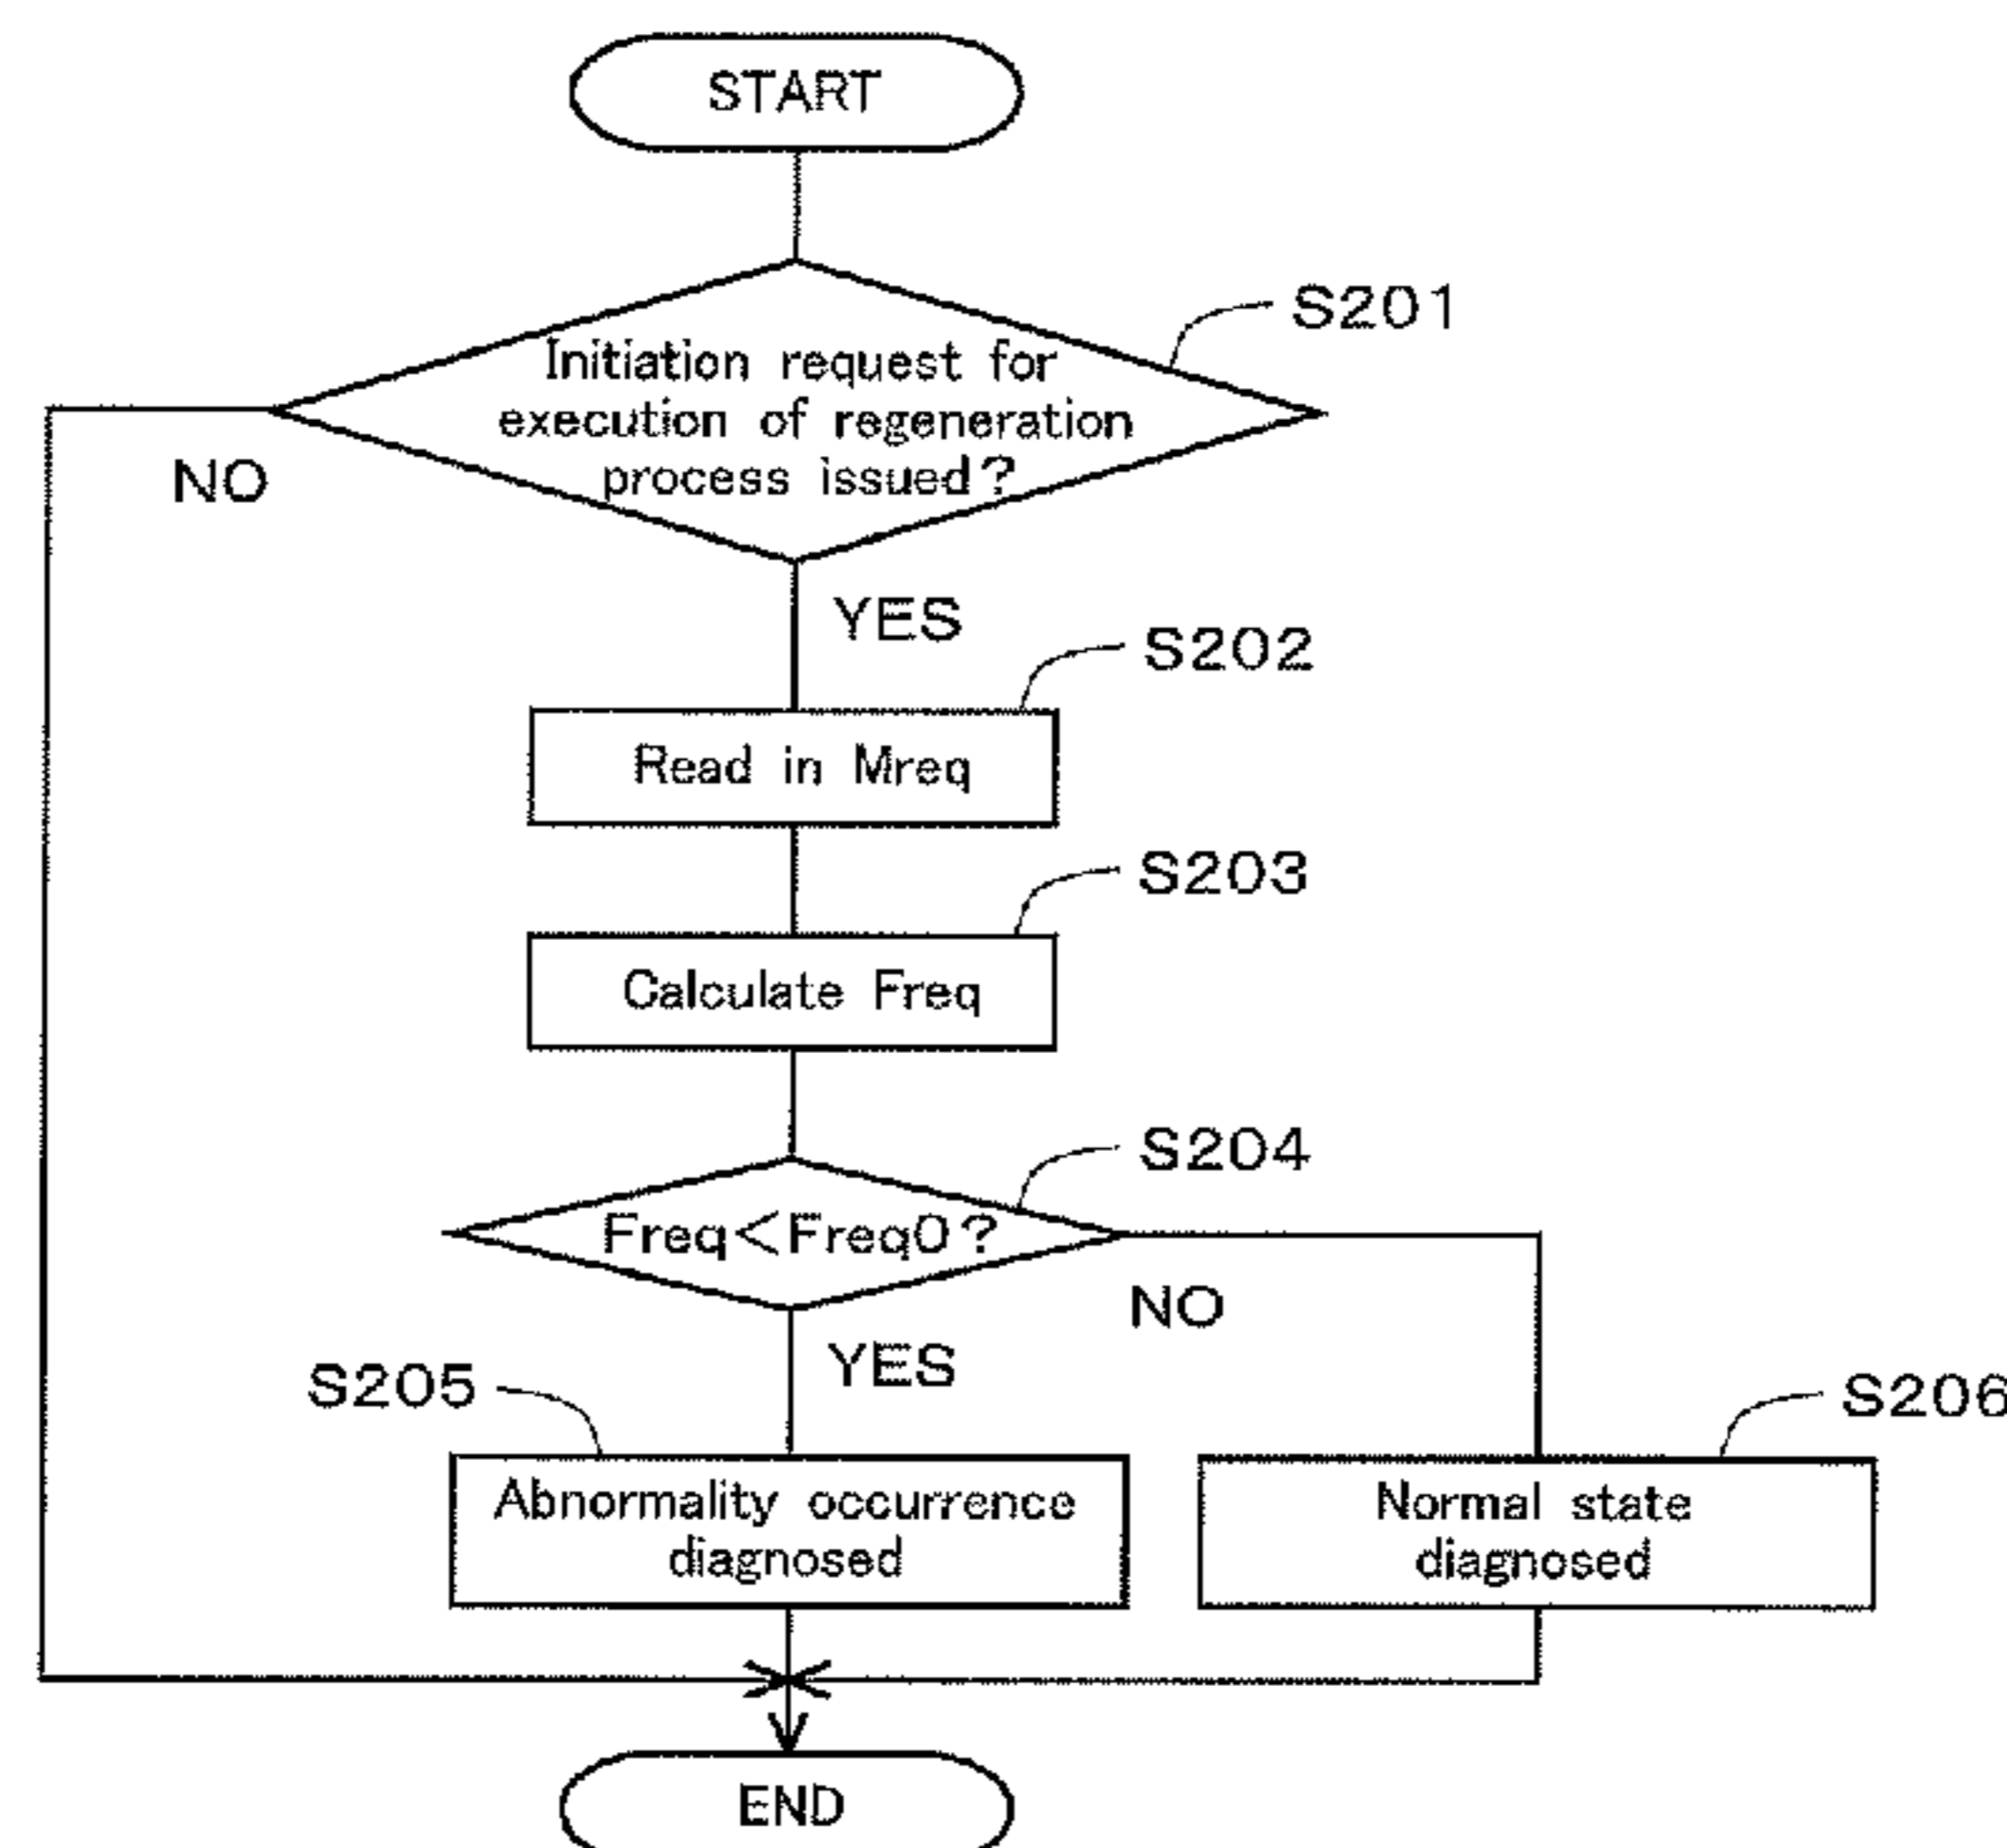 START
S201
Initiation request for
execution of regeneration
process issued?
NO
YES
S202
Read in Mreq
S203
Calculate Freq
S204
Freq<Freq0?
NO
YES
S205
S206
Abnormality occurrence
diagnosed
Normal state
diagnosed
END